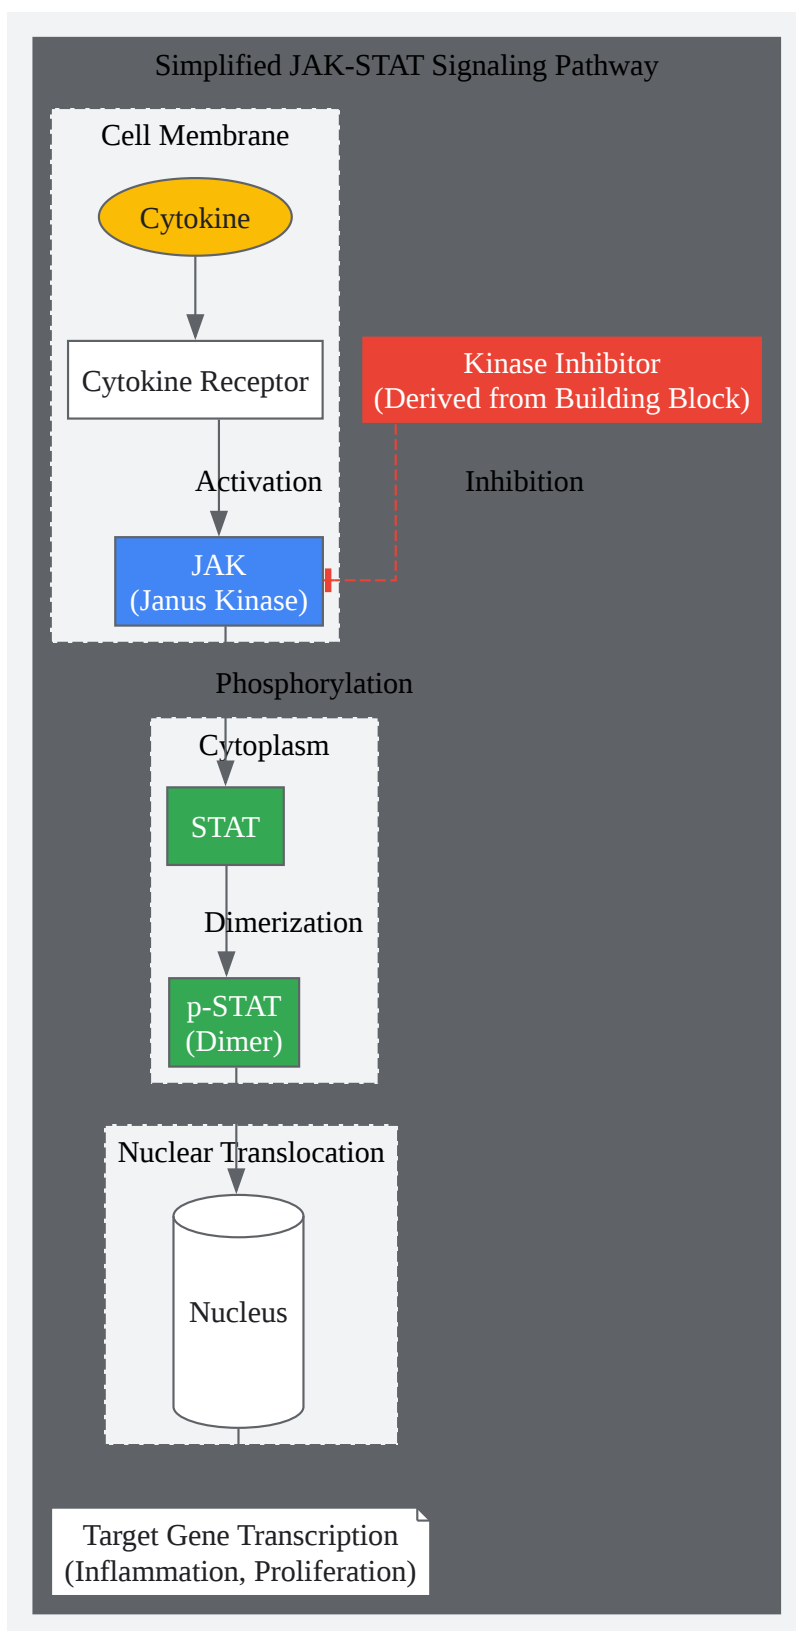 Simplified JAK-STAT Signaling Pathway
Cell Membrane
Cytokine
Cytokine Receptor
Kinase Inhibitor
(Derived from Building Block)
Activation
Inhibition
JAK
(Janus Kinase)
Phosphorylation
Cytoplasm
STAT
Dimerization
p-STAT
(Dimer)
Nuclear Translocation
Nucleus
Target Gene Transcription
(Inflammation, Proliferation)